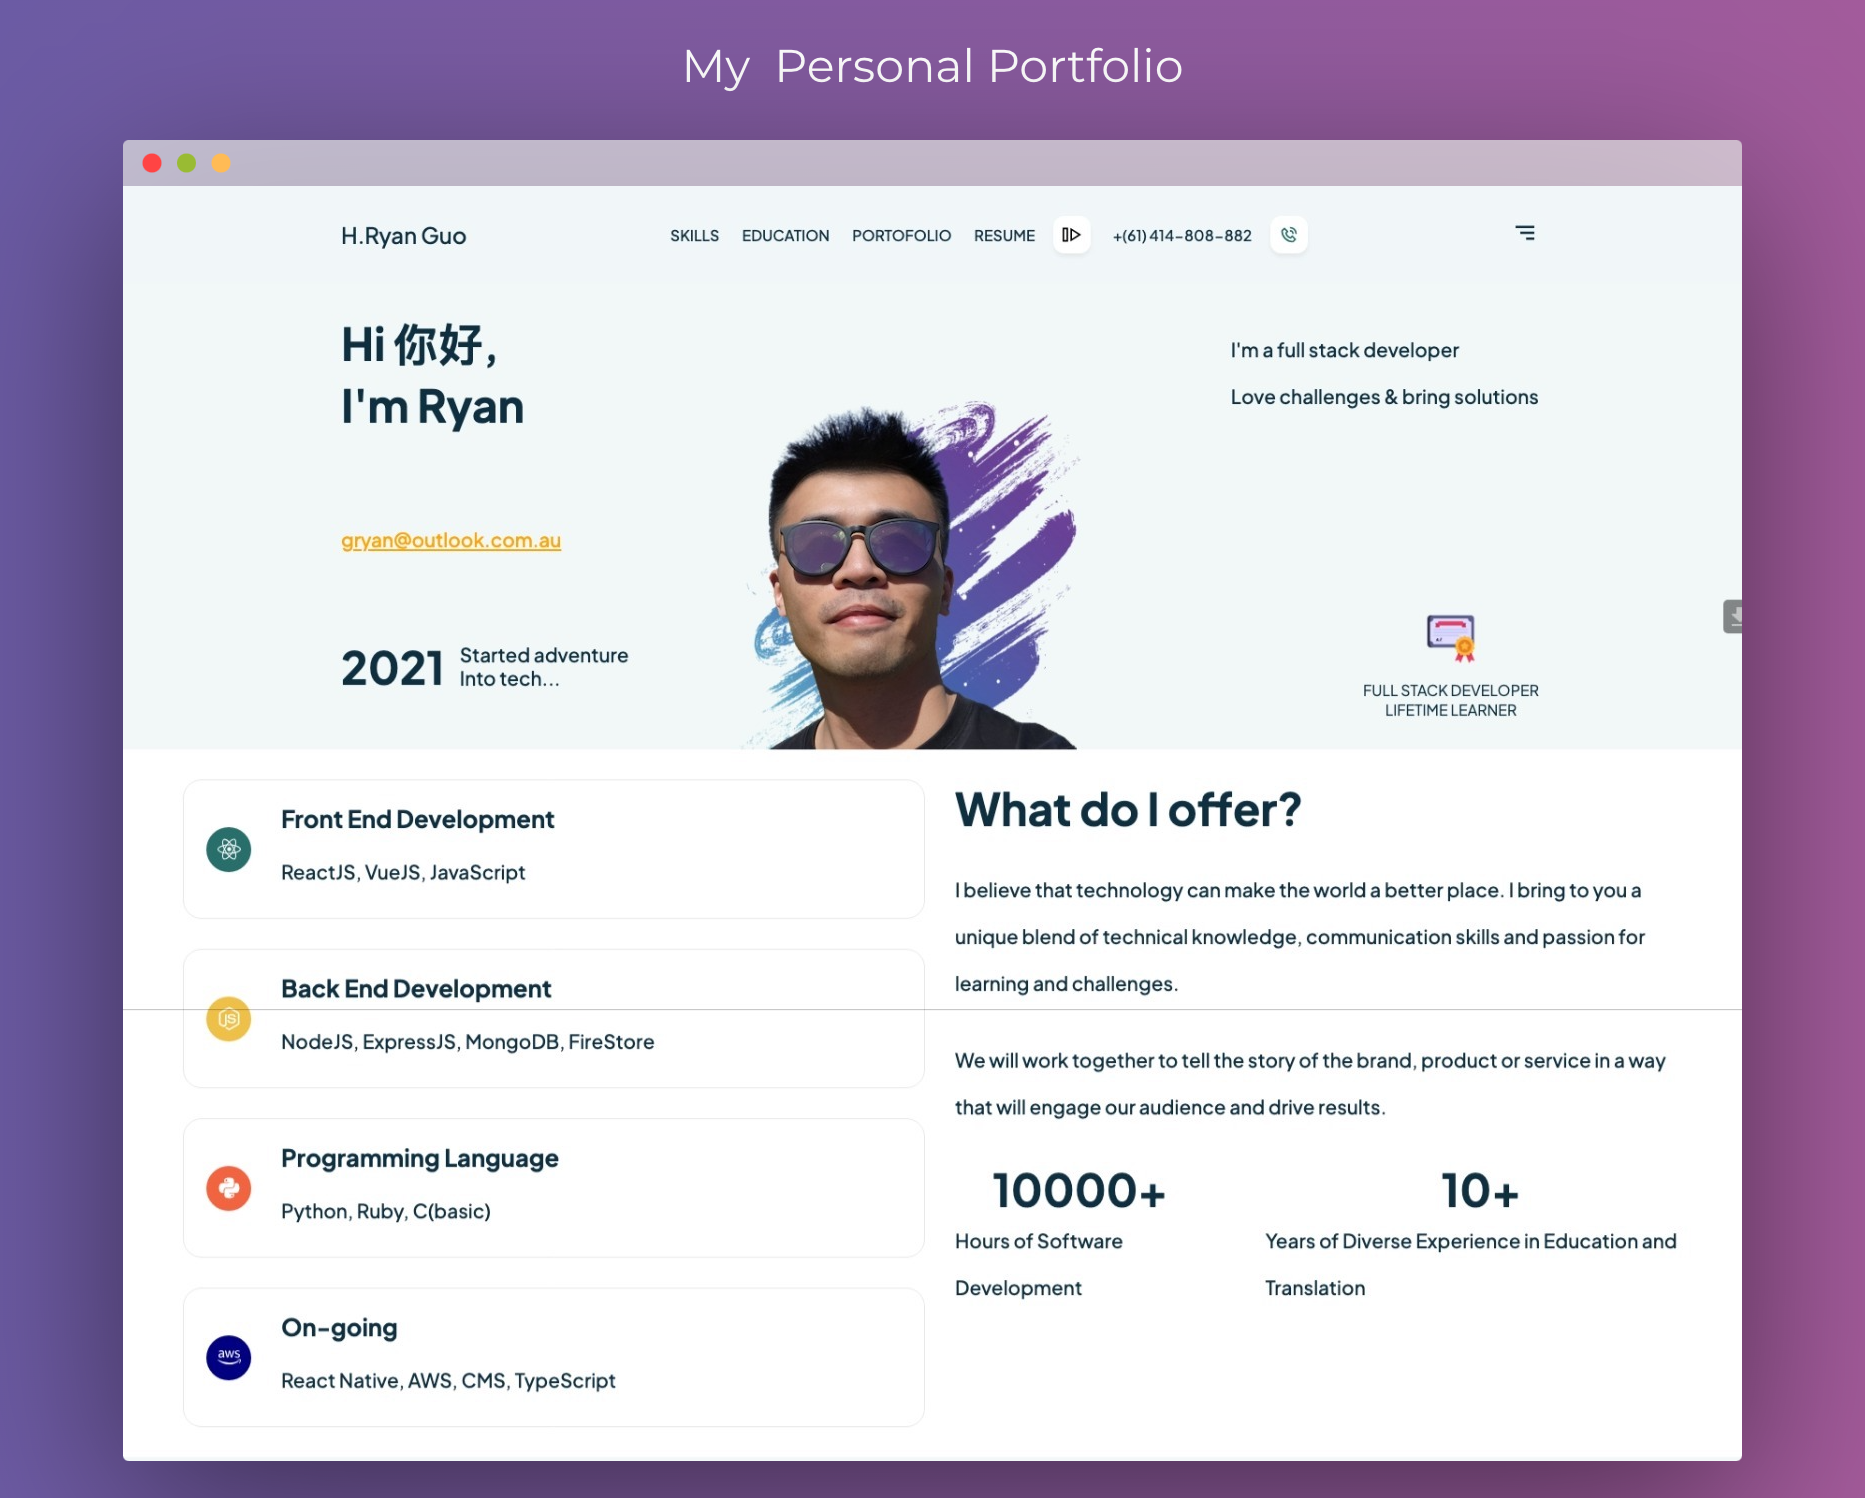 My Personal Portfolio
H.Ryan Guo
SKILLS EDUCATION PORTOFOLIO RESUME +(61) 414-808-882
Hi 你好,
I'm Ryan
I'm a full stack developer
Love challenges & bring solutions
gryan@outlook.com.au
2021
Started adventure
Into tech...
FULL STACK DEVELOPER
LIFETIME LEARNER
Front End Development
ReactJS, VueJS, JavaScript
JS
Back End Development
NodeJS, ExpressJS, MongoDB, FireStore
Programming Language
Python, Ruby, C(basic)
aws
On-going
React Native, AWS, CMS, TypeScript
What do I offer?
I believe that technology can make the world a better place. I bring to you a
unique blend of technical knowledge, communication skills and passion for
learning and challenges.
We will work together to tell the story of the brand, product or service in a way
that will engage our audience and drive results.
10000+
Hours of Software
Development
10+
Years of Diverse Experience in Education and
Translation